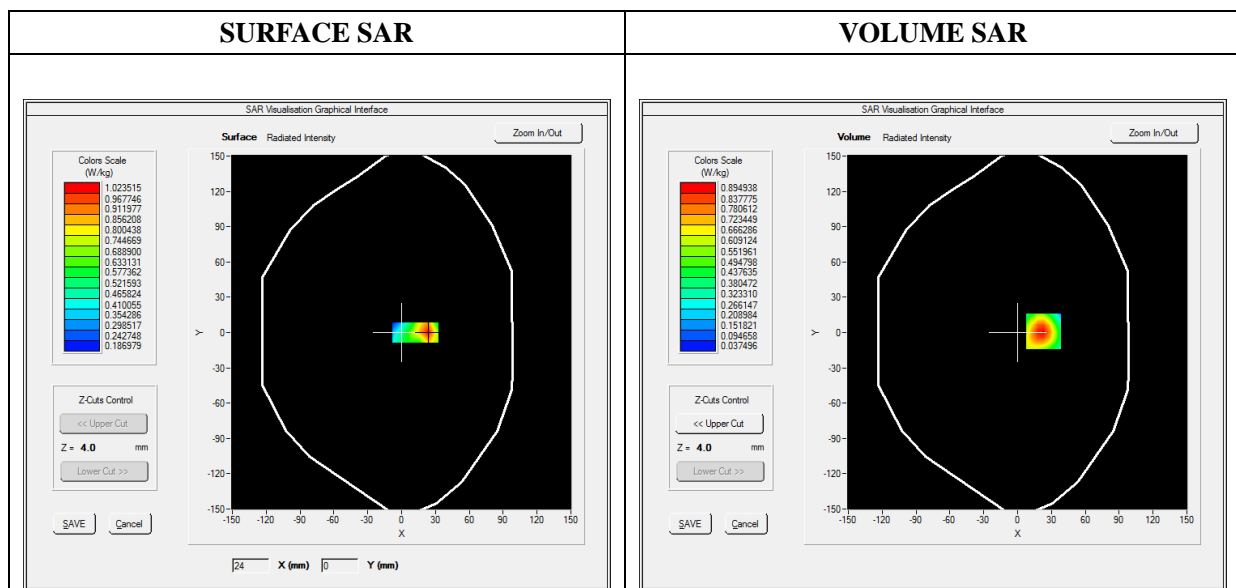 SURFACE SAR
VOLUME SAR
SAR Visualisation Graphical Interface
Surface Radiated Intensity
Zoom In/Out
Colors Scale
(W/kg)
1.023515
0.967746
0.911977
0.856208
0.800438
0.744669
0.688900
0.633131
0.577362
0.521593
0.465824
0.410055
0.354286
0.298517
0.242748
0.186979
Z-Cuts Control
<< Upper Cut
Z = 4.0 mm
Lower Cut >>
SAVE Cancel
Y
150
120
90
60
30
0
-30
-60
-90
-120
-150
-150 -120 -90 -60 -30 0 30 60 90 120 150
X
24 X (mm) 0 Y (mm)
SAR Visualisation Graphical Interface
Volume Radiated Intensity
Zoom In/Out
Colors Scale
(W/kg)
0.894938
0.837775
0.780612
0.723449
0.666286
0.609124
0.551961
0.494798
0.437635
0.380472
0.323310
0.266147
0.208984
0.151821
0.094658
0.037496
Z-Cuts Control
<< Upper Cut
Z = 4.0 mm
Lower Cut >>
SAVE Cancel
Y
150
120
90
60
30
0
-30
-60
-90
-120
-150
-150 -120 -90 -60 -30 0 30 60 90 120 150
X